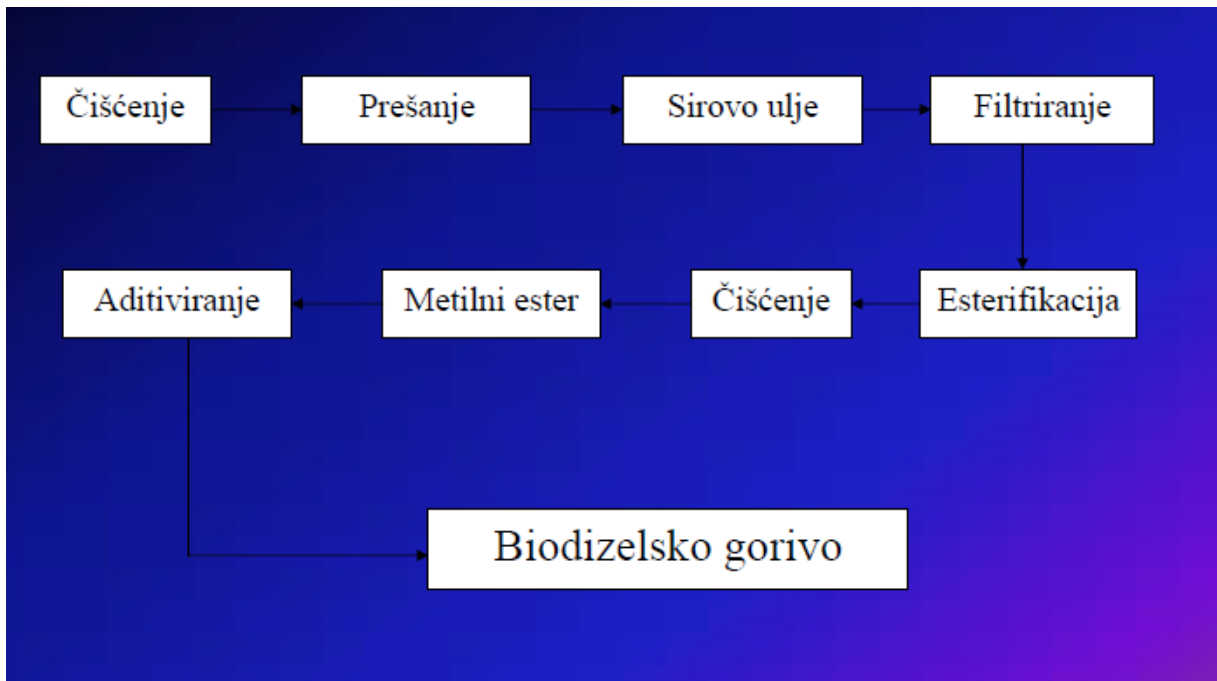 Čišćenje
Prešanje
Sirovo ulje
Filtriranje
Esterifikacija
Čišćenje
Metilni ester
Aditiviranje
Biodizelsko gorivo